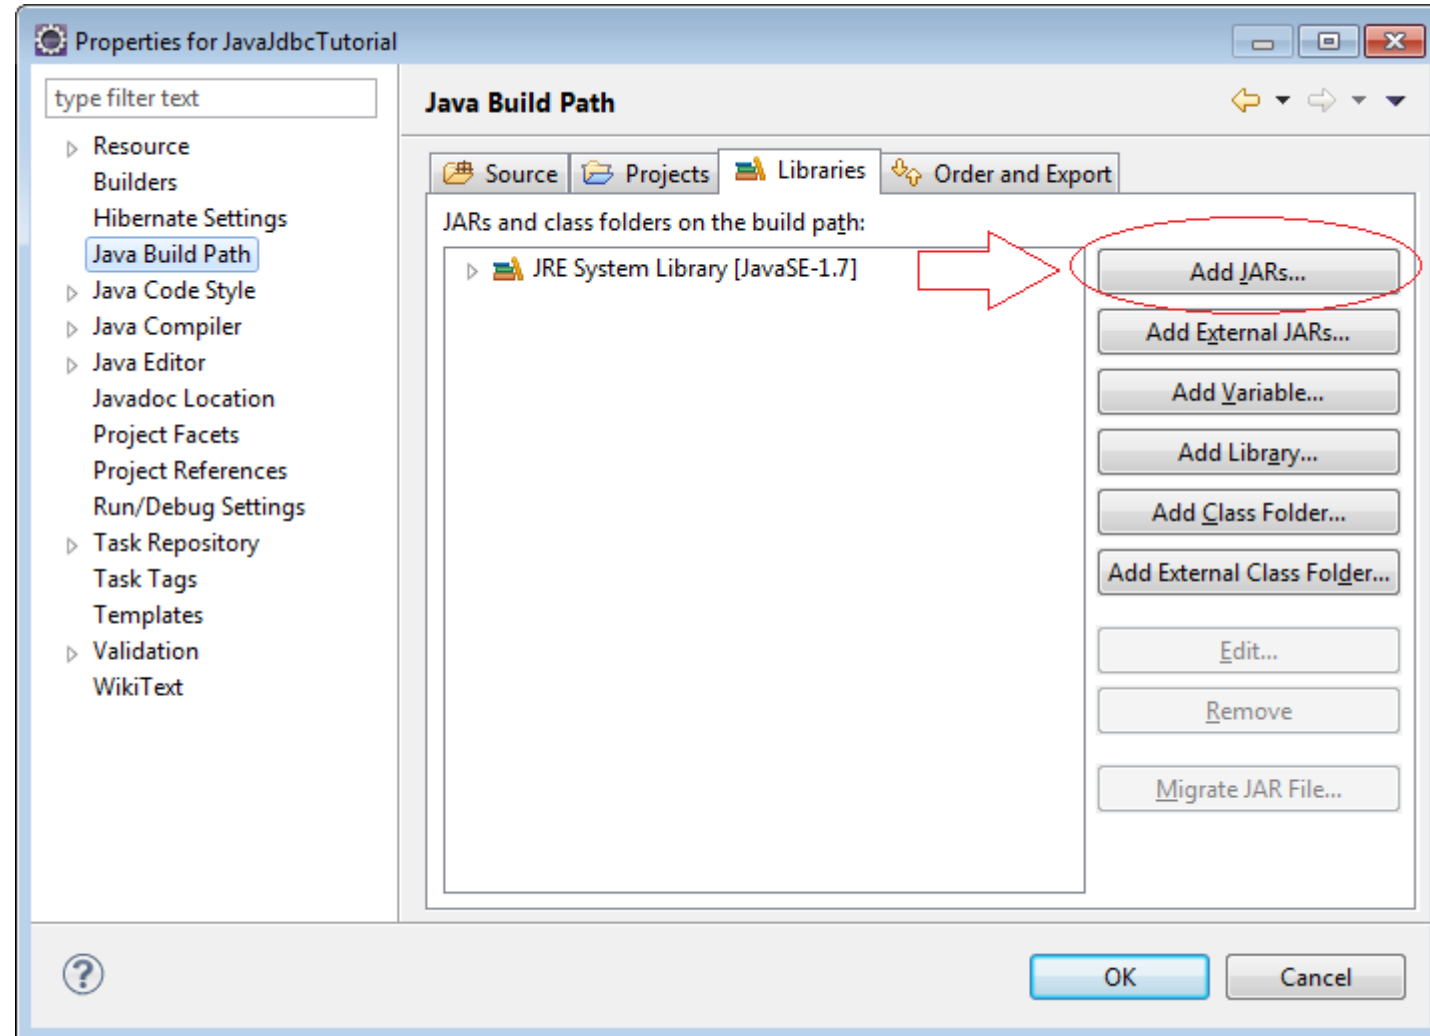 Properties for JavaJdbcTutorial
type filter text
Resource
Builders
Hibernate Settings
Java Build Path
Java Code Style
Java Compiler
Java Editor
Javadoc Location
Project Facets
Project References
Run/Debug Settings
Task Repository
Task Tags
Templates
Validation
WikiText
Java Build Path
Source Projects Libraries Order and Export
JARs and class folders on the build path:
JRE System Library [JavaSE-1.7]
Add JARs...
Add External JARs...
Add Variable...
Add Library...
Add Class Folder...
Add External Class Folder...
Edit...
Remove
Migrate JAR File...
?
OK Cancel